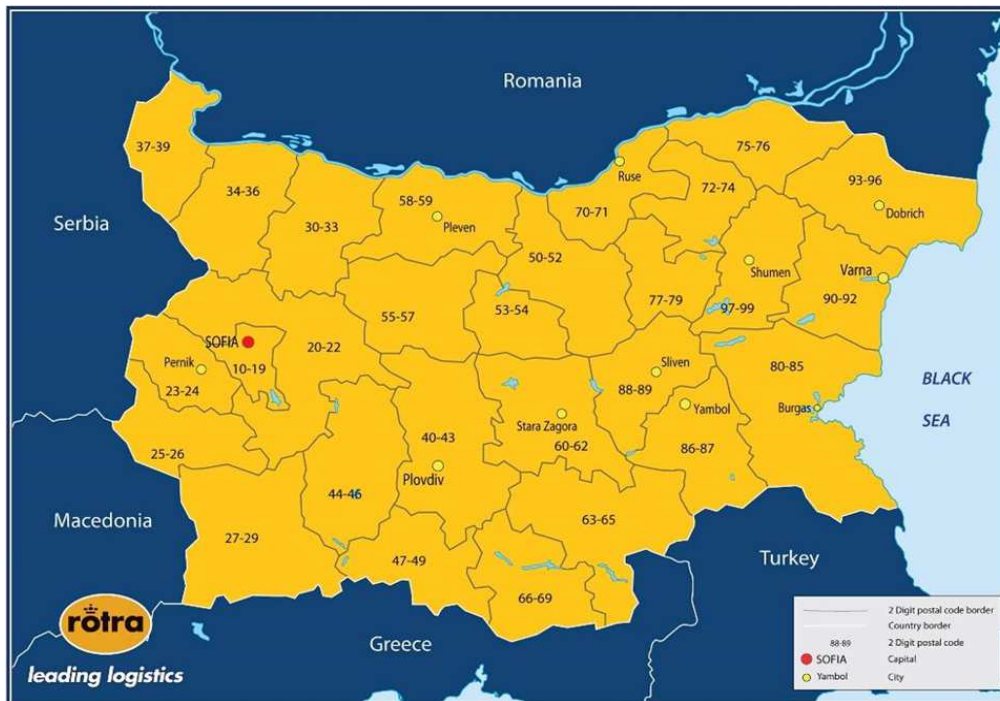 Romania
37-39
75-76
Ruse
72-74
93-96
34-36
58-59
Dobrich
70-71
Pleven
Serbia
30-33
50-52
Shumen
Varna
77-79
90-92
55-57
53-54
97-99
SOFIA
20-22
Pernik
10-19
Sliven
80-85
BLACK
SEA
23-24
88-89
Yambol
Burgas
Stara Zagora
40-43
60-62
86-87
25-26
Plovdiv
44-46
63-65
Macedonia
27-29
47-49
Turkey
66-69
Greece
rotra
leading logistics
2 Digit postal code border
Country border
88-89 2 Digit postal code
SOFIA Capital
Yambol City